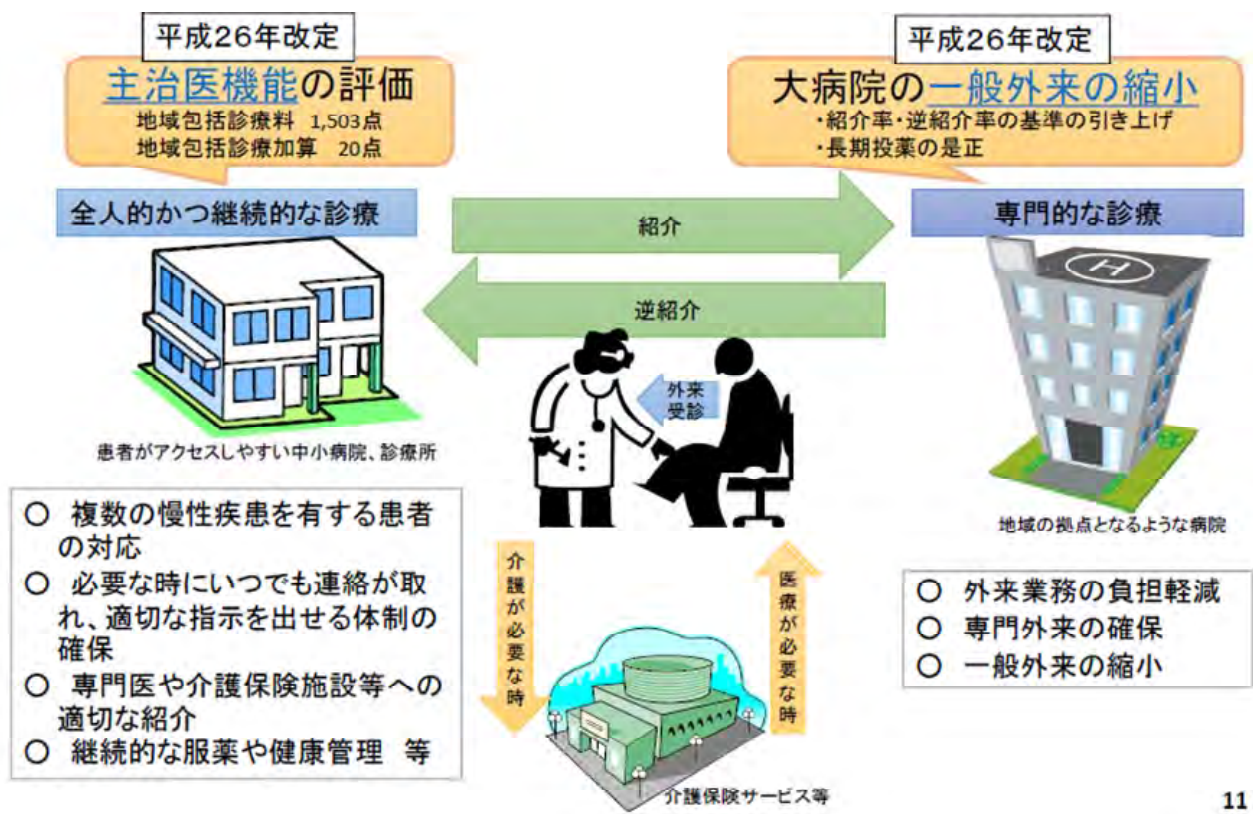 平成26年改定
主治医機能の評価
地域包括診療料 1,503点
地域包括診療加算 20点
平成26年改定
大病院の一般外来の縮小
・紹介率・逆紹介率の基準の引き上げ
・長期投薬の是正
全人的かつ継続的な診療
紹介
専門的な診療
逆紹介
外来
受診
患者がアクセスしやすい中小病院、診療所
H
地域の拠点となるような病院
○ 複数の慢性疾患を有する患者
の対応
○ 必要な時にいつでも連絡が取
れ、適切な指示を出せる体制の
確保
○ 専門医や介護保険施設等への
適切な紹介
○ 継続的な服薬や健康管理 等
介護が必要な時
医療が必要な時
介護保険サービス等
○ 外来業務の負担軽減
○ 専門外来の確保
○ 一般外来の縮小
11